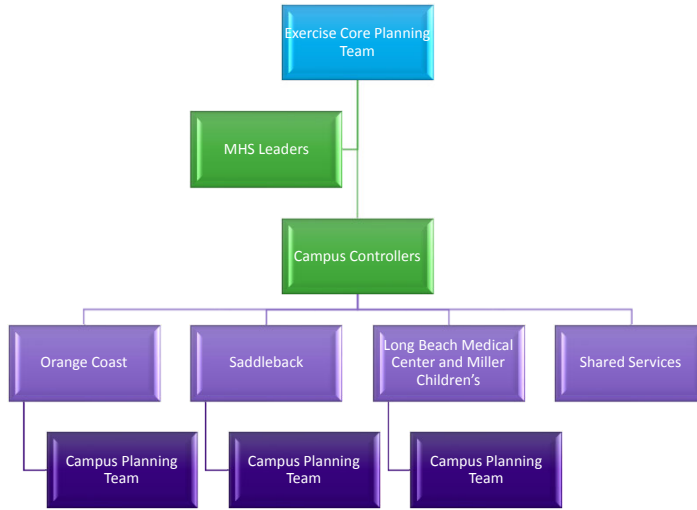 Exercise Core Planning
Team
MHS Leaders
Campus Controllers
Orange Coast
Saddleback
Long Beach Medical
Center and Miller
Children's
Shared Services
Campus Planning
Team
Campus Planning
Team
Campus Planning
Team